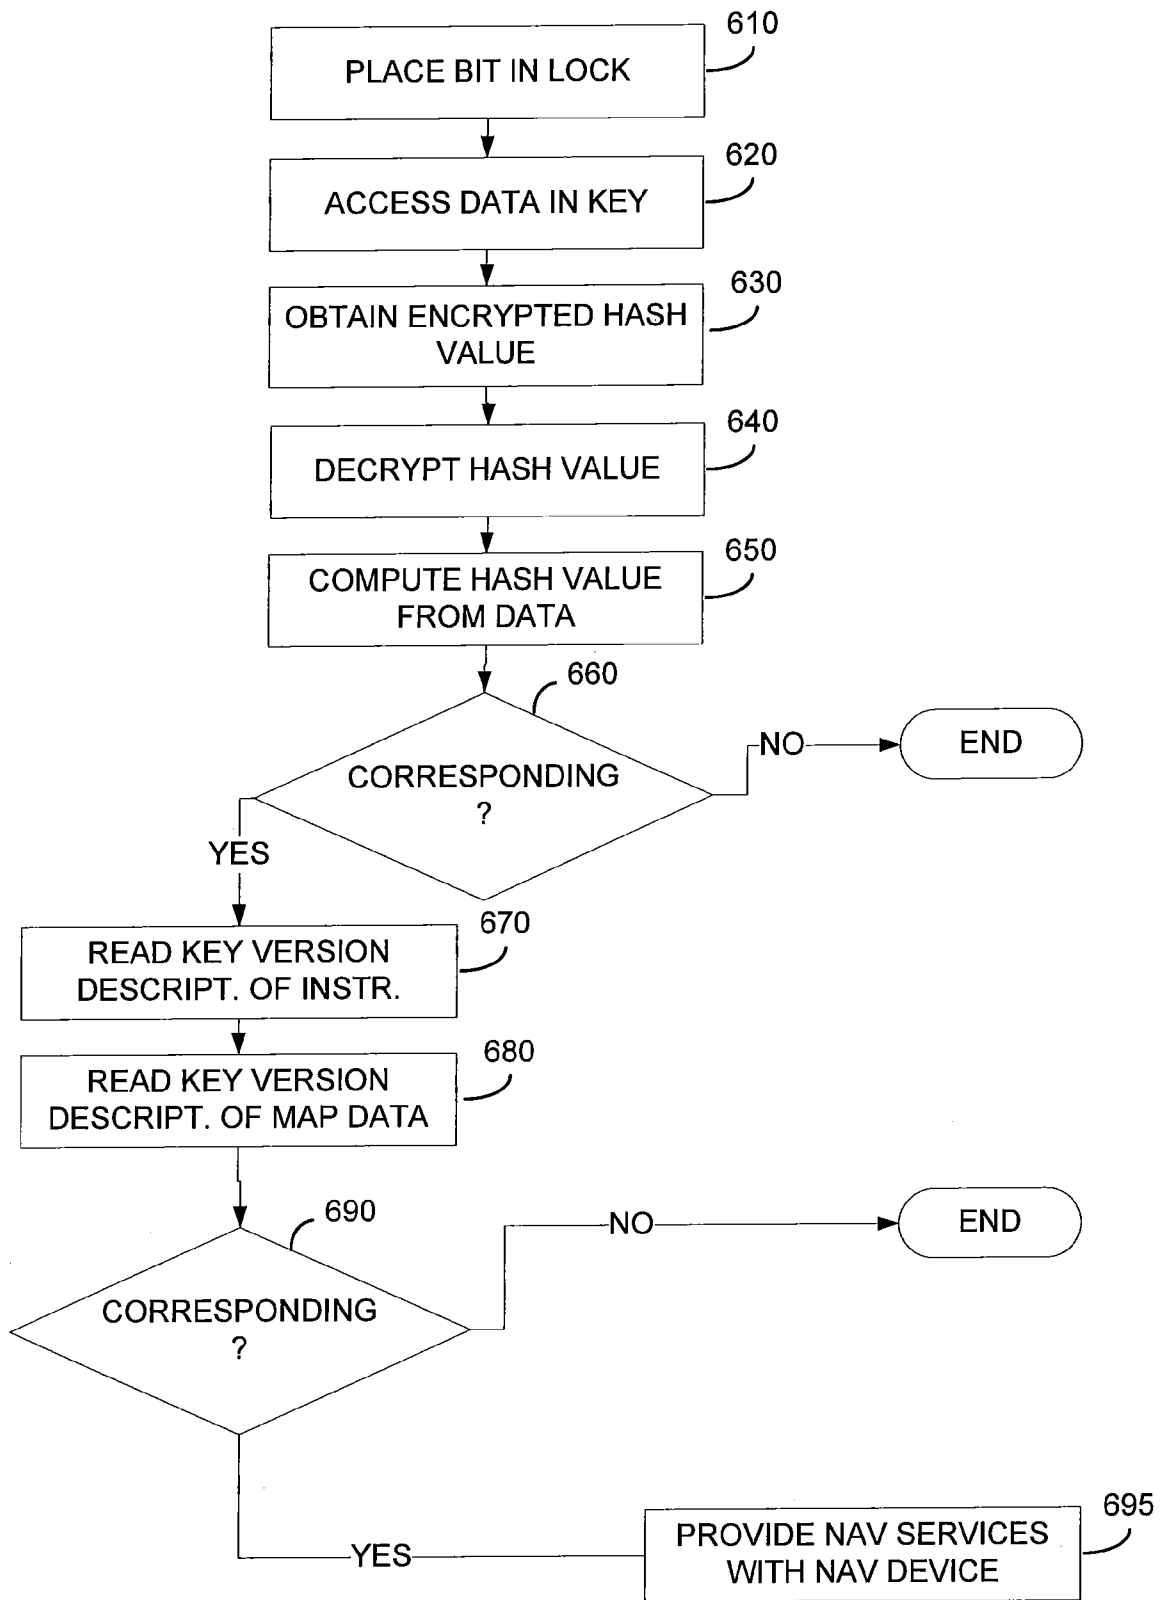 610
PLACE BIT IN LOCK
620
ACCESS DATA IN KEY
630
OBTAIN ENCRYPTED HASH
VALUE
640
DECRYPT HASH VALUE
650
COMPUTE HASH VALUE
FROM DATA
660
CORRESPONDING
?
NO
END
YES
670
READ KEY VERSION
DESCRIPT. OF INSTR.
680
READ KEY VERSION
DESCRIPT. OF MAP DATA
690
CORRESPONDING
?
NO
END
YES
695
PROVIDE NAV SERVICES
WITH NAV DEVICE